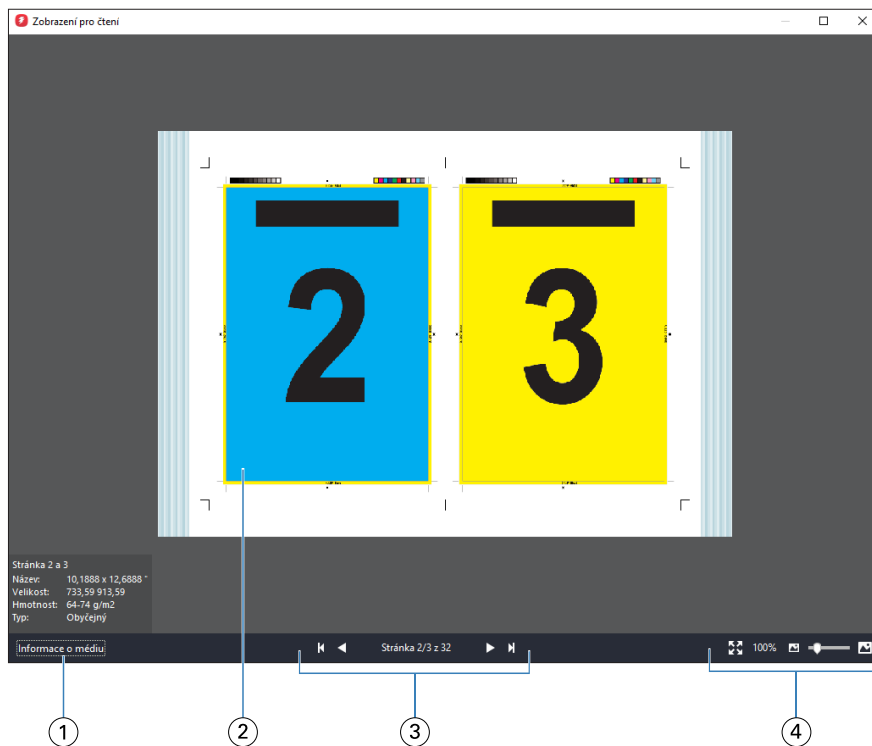 Zobrazení pro čtení
2
3
Stránka 2 a 3
Název: 10,1888 x 12,6888 "
Velikost: 733,59 913,59
Hmotnost: 64-74 g/m2
Typ: Obyčejný
Informace o médiu
Stránka 2/3 z 32
100%
1
2
3
4